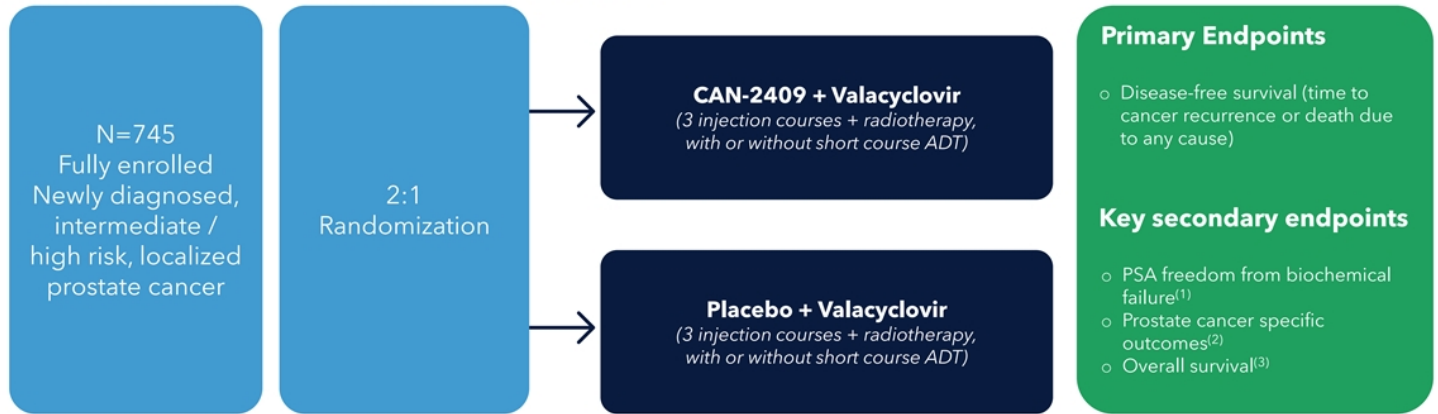 N=745
Fully enrolled
Newly diagnosed,
intermediate /
high risk, localized
prostate cancer
2:1
Randomization
CAN-2409 + Valacyclovir
(3 injection courses + radiotherapy,
with or without short course ADT)
Placebo + Valacyclovir
(3 injection courses + radiotherapy,
with or without short course ADT)
Primary Endpoints
○ Disease-free survival (time to
cancer recurrence or death due
to any cause)
Key secondary endpoints
○ PSA freedom from biochemical
failure(1)
○ Prostate cancer specific
outcomes(2)
○ Overall survival(3)